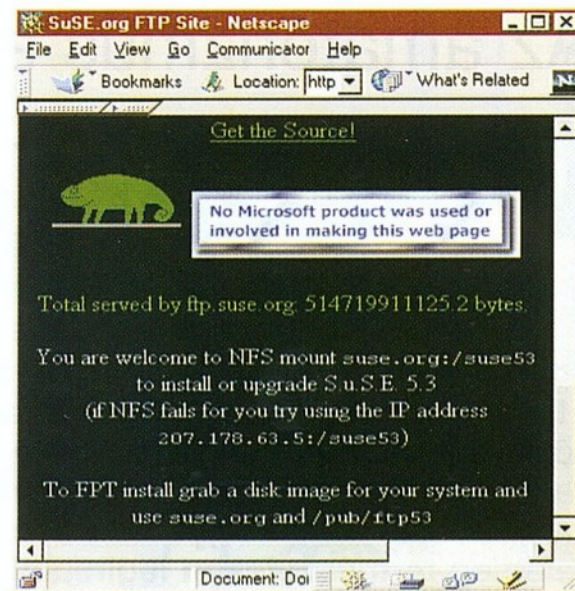 SuSE.org FTP Site - Netscape
File Edit View Go Communicator Help
Bookmarks Location: http What's Related
Get the Source!
No Microsoft product was used or
involved in making this web page
Total served by ftp.suse.org: 514719911125.2 bytes.
You are welcome to NFS mount suse.org:/suse53
to install or upgrade S.u.S.E. 5.3
(if NFS fails for you try using the IP address
207.178.63.5:/suse53)
To FPT install grab a disk image for your system and
use suse.org and /pub/ftp53
Document: Do